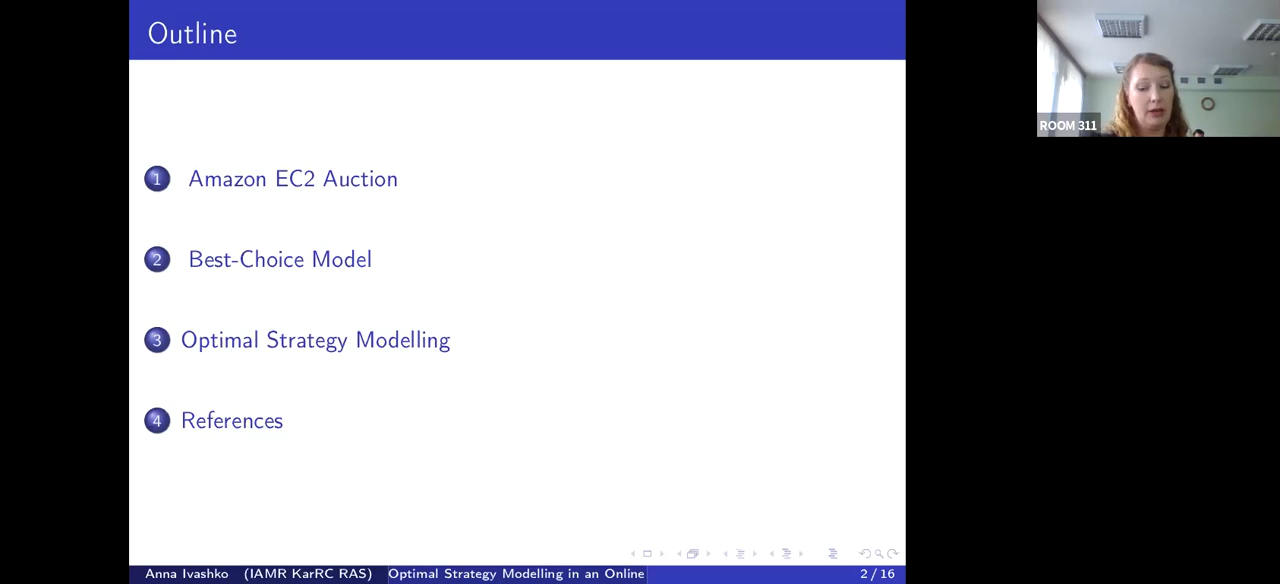 Outline
ROOM 311
1 Amazon EC2 Auction
2 Best-Choice Model
3 Optimal Strategy Modelling
4 References
Anna Ivashko (IAMR KarRC RAS) Optimal Strategy Modelling in an Online 2 / 16